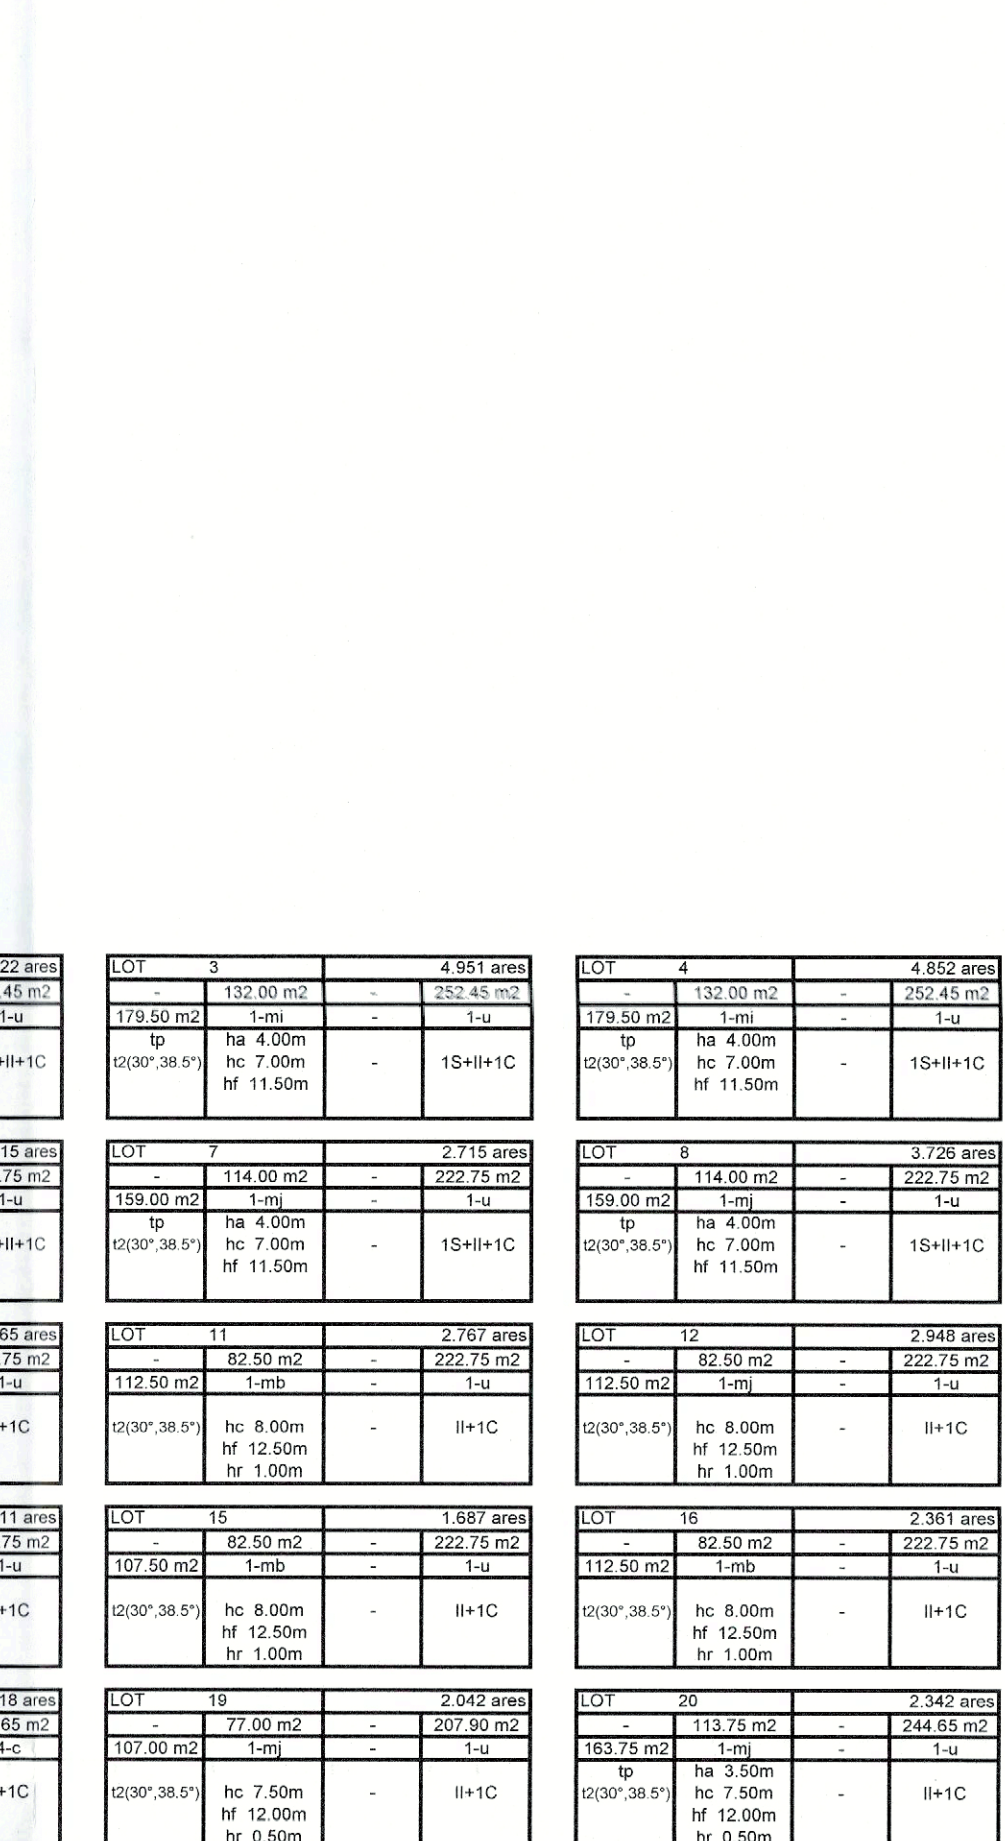 22 ares
.45 m2
1-u
+II+1C
LOT 3 4.951 ares
- 132.00 m2 - 252.45 m2
179.50 m2 1-mi - 1-u
tp ha 4.00m
t2(30°,38.5°) hc 7.00m - 1S+II+1C
hf 11.50m
LOT 4 4.852 ares
- 132.00 m2 - 252.45 m2
179.50 m2 1-mi - 1-u
tp ha 4.00m
t2(30°,38.5°) hc 7.00m - 1S+II+1C
hf 11.50m
15 ares
.75 m2
1-u
+II+1C
LOT 7 2.715 ares
- 114.00 m2 - 222.75 m2
159.00 m2 1-mj - 1-u
tp ha 4.00m
t2(30°,38.5°) hc 7.00m - 1S+II+1C
hf 11.50m
LOT 8 3.726 ares
- 114.00 m2 - 222.75 m2
159.00 m2 1-mj - 1-u
tp ha 4.00m
t2(30°,38.5°) hc 7.00m - 1S+II+1C
hf 11.50m
65 ares
.75 m2
1-u
+1C
LOT 11 2.767 ares
- 82.50 m2 - 222.75 m2
112.50 m2 1-mb - 1-u
t2(30°,38.5°) hc 8.00m - II+1C
hf 12.50m
hr 1.00m
LOT 12 2.948 ares
- 82.50 m2 - 222.75 m2
112.50 m2 1-mj - 1-u
t2(30°,38.5°) hc 8.00m - II+1C
hf 12.50m
hr 1.00m
11 ares
.75 m2
1-u
+1C
LOT 15 1.687 ares
- 82.50 m2 - 222.75 m2
107.50 m2 1-mb - 1-u
t2(30°,38.5°) hc 8.00m - II+1C
hf 12.50m
hr 1.00m
LOT 16 2.361 ares
- 82.50 m2 - 222.75 m2
112.50 m2 1-mb - 1-u
t2(30°,38.5°) hc 8.00m - II+1C
hf 12.50m
hr 1.00m
18 ares
65 m2
4-c
+1C
LOT 19 2.042 ares
- 77.00 m2 - 207.90 m2
107.00 m2 1-mj - 1-u
t2(30°,38.5°) hc 7.50m - II+1C
hf 12.00m
hr 0.50m
LOT 20 2.342 ares
- 113.75 m2 - 244.65 m2
163.75 m2 1-mj - 1-u
tp ha 3.50m
t2(30°,38.5°) hc 7.50m - II+1C
hf 12.00m
hr 0.50m